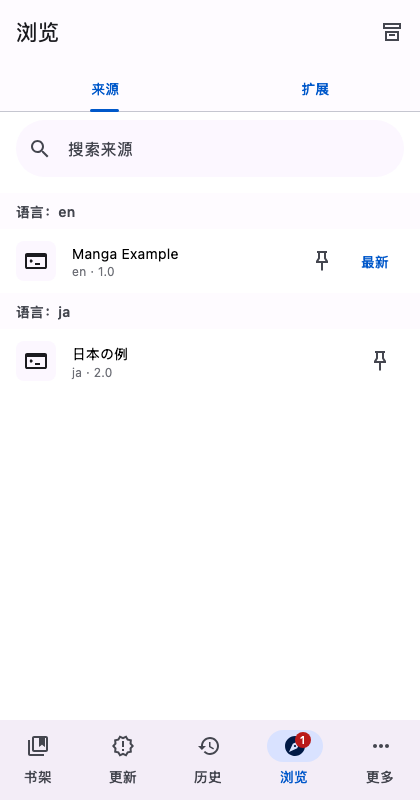 浏览
来源
扩展
搜索来源
语言：en
Manga Example
en · 1.0
最新
语言：ja
日本の例
ja · 2.0
1
书架
更新
历史
浏览
更多